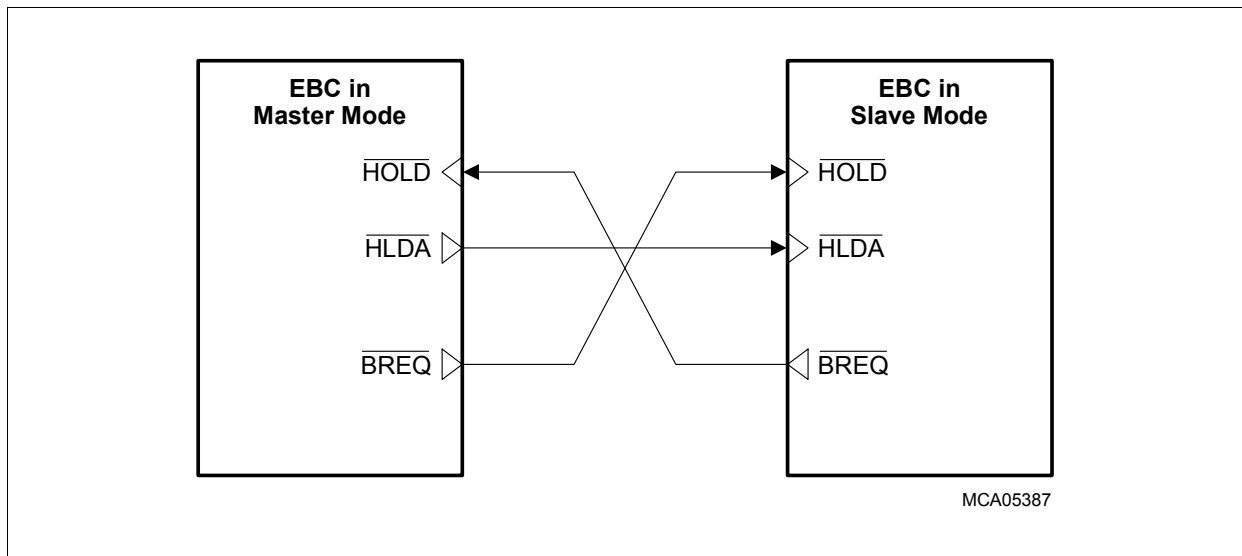 EBC in
Master Mode
HOLD
HLDA
BREQ
EBC in
Slave Mode
HOLD
HLDA
BREQ
MCA05387